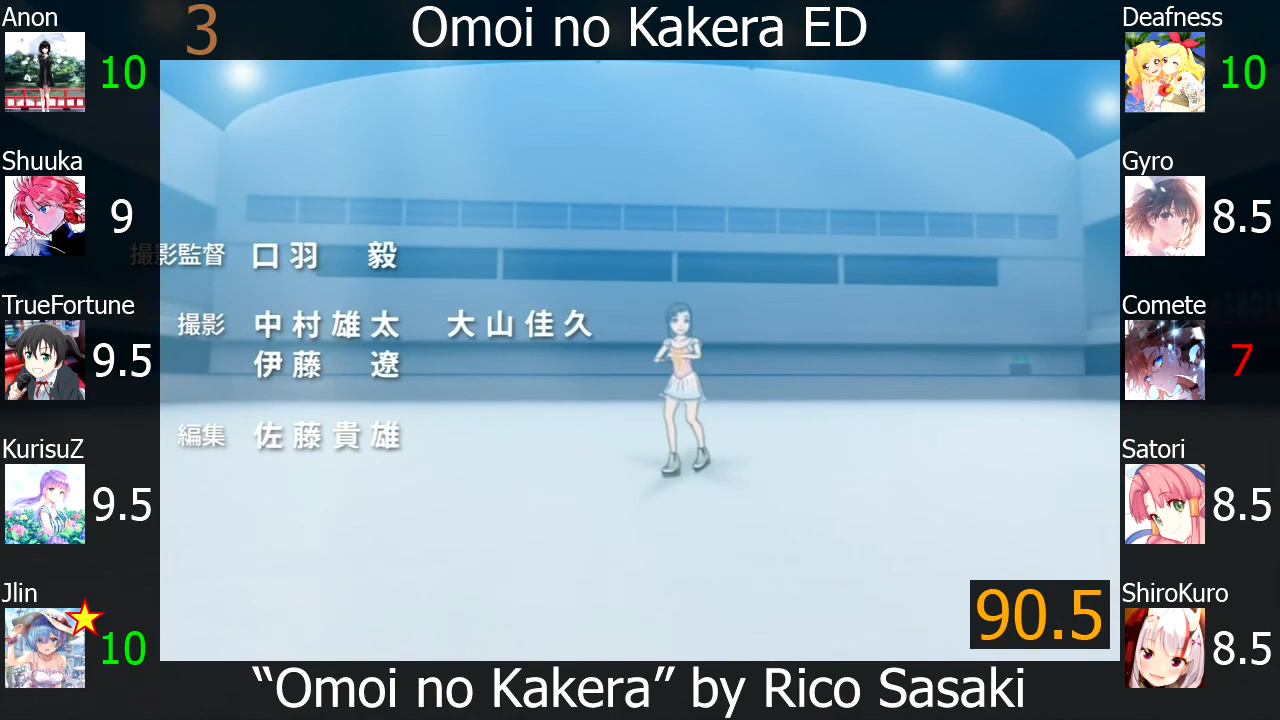 Anon
10
3
Omoi no Kakera ED
Deafness
10
Shuuka
9
Gyro
8.5
撮影監督 口羽 毅
撮影 中村雄太 大山佳久
伊藤 遼
編集 佐藤貴雄
TrueFortune
9.5
Comete
7
KurisuZ
9.5
Satori
8.5
Jlin
10
90.5
ShiroKuro
8.5
“Omoi no Kakera” by Rico Sasaki